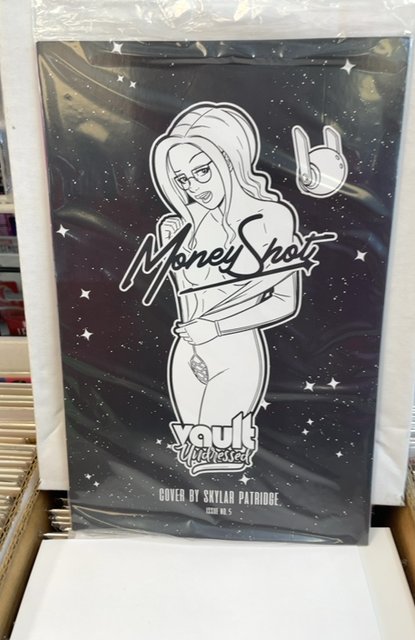 Money Shot
vault
Undressed
COVER BY SKYLAR PATRIDGE
ISSUE NO. 5